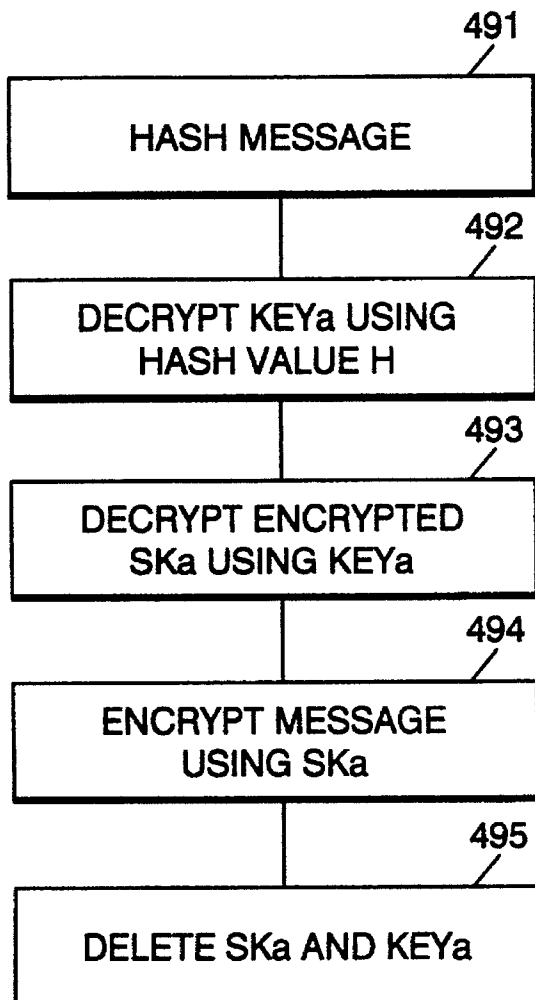 491
HASH MESSAGE
492
DECRYPT KEYa USING
HASH VALUE H
493
DECRYPT ENCRYPTED
SKa USING KEYa
494
ENCRYPT MESSAGE
USING SKa
495
DELETE SKa AND KEYa